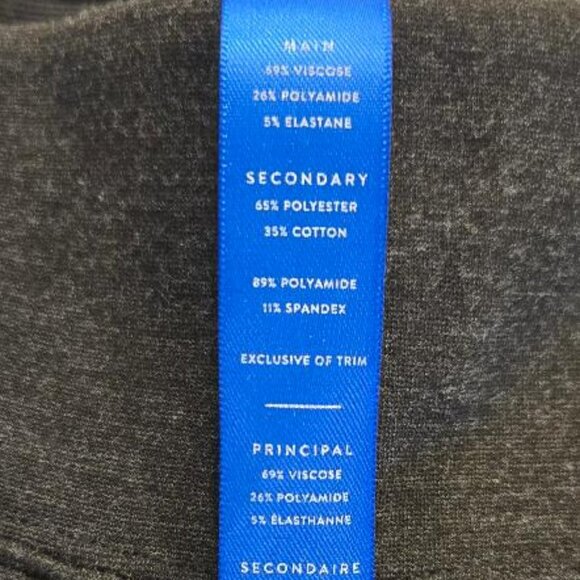 MAIN
69% VISCOSE
26% POLYAMIDE
5% ELASTANE
SECONDARY
65% POLYESTER
35% COTTON
89% POLYAMIDE
11% SPANDEX
EXCLUSIVE OF TRIM
PRINCIPAL
69% VISCOSE
26% POLYAMIDE
5% ÉLASTHANNE
SECONDAIRE